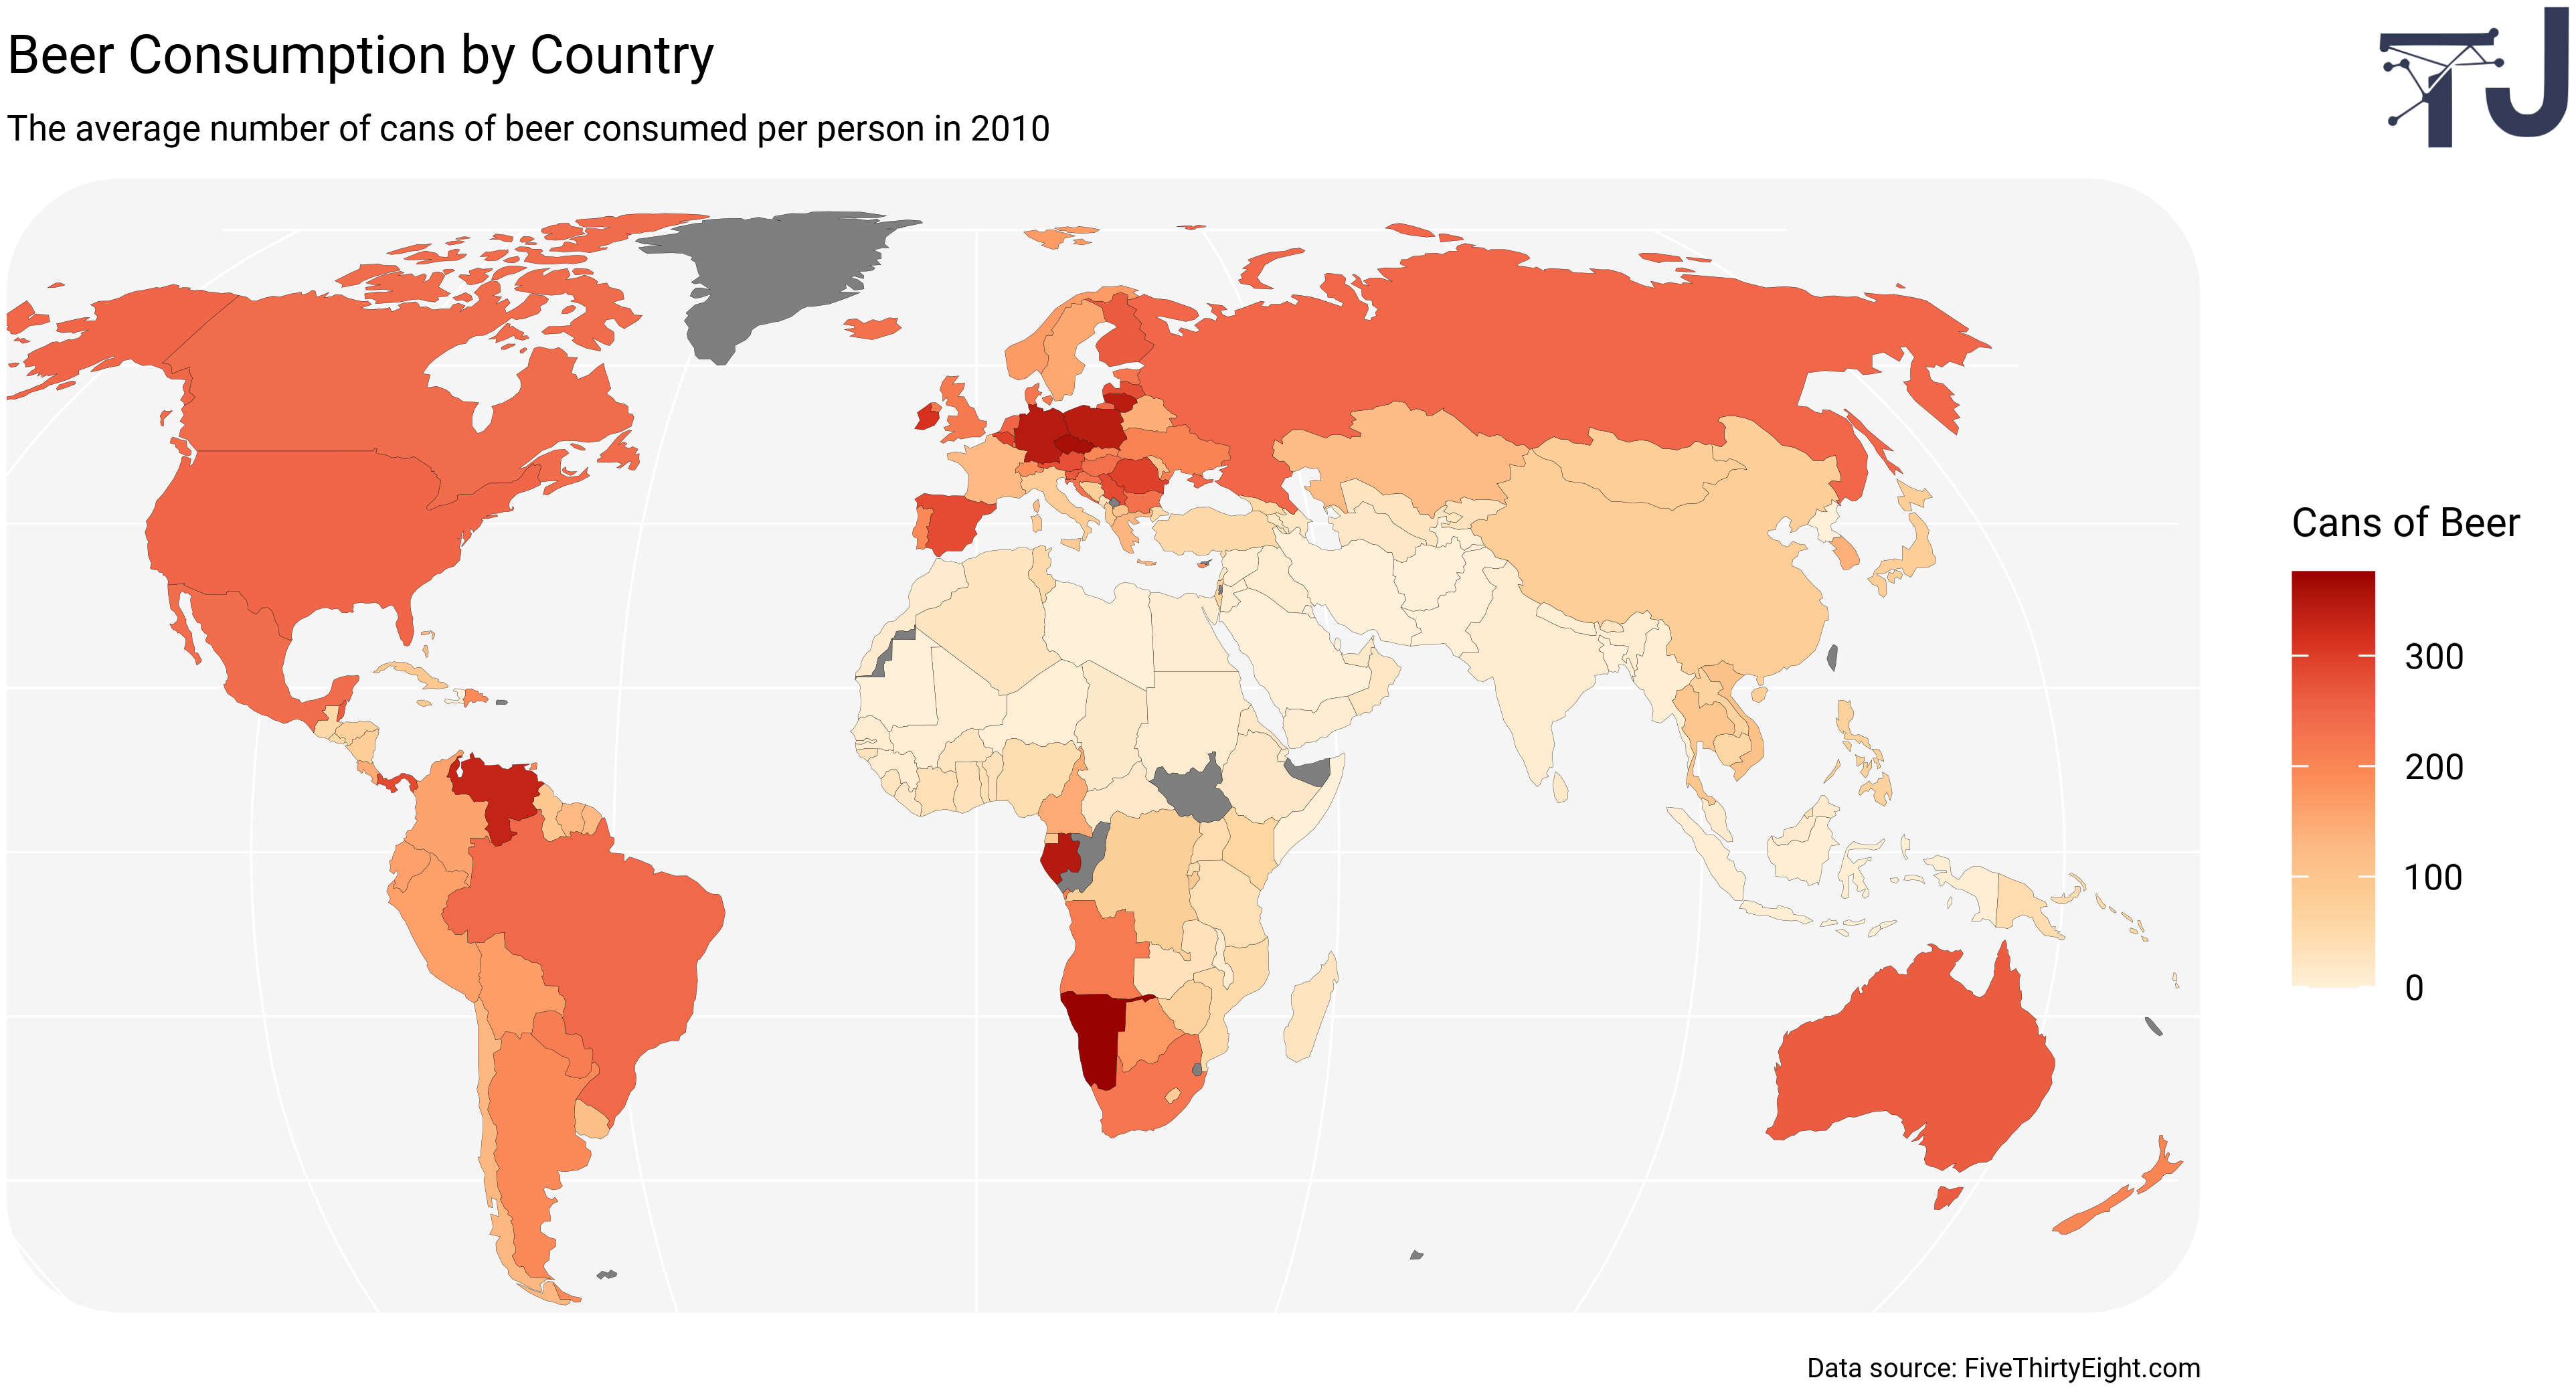 Beer Consumption by Country
The average number of cans of beer consumed per person in 2010
TJ
Cans of Beer
300
200
100
0
Data source: FiveThirtyEight.com